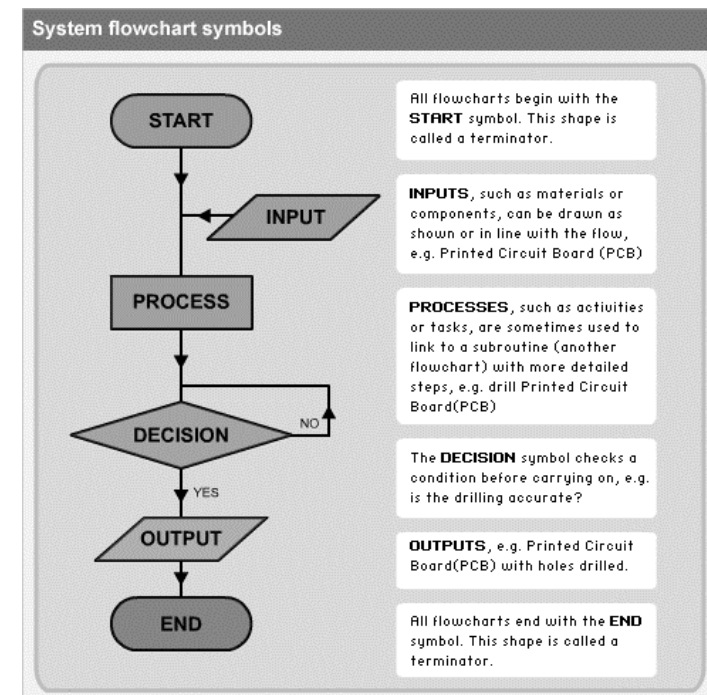 System flowchart symbols
START
All flowcharts begin with the
START symbol. This shape is
called a terminator.
INPUT
INPUTS, such as materials or
components, can be drawn as
shown or in line with the flow,
e.g. Printed Circuit Board (PCB)
PROCESS
PROCESSES, such as activities
or tasks, are sometimes used to
link to a subroutine (another
flowchart) with more detailed
steps, e.g. drill Printed Circuit
Board(PCB)
DECISION
NO
The DECISION symbol checks a
condition before carrying on, e.g.
is the drilling accurate?
YES
OUTPUT
OUTPUTS, e.g. Printed Circuit
Board(PCB) with holes drilled.
END
All flowcharts end with the END
symbol. This shape is called a
terminator.